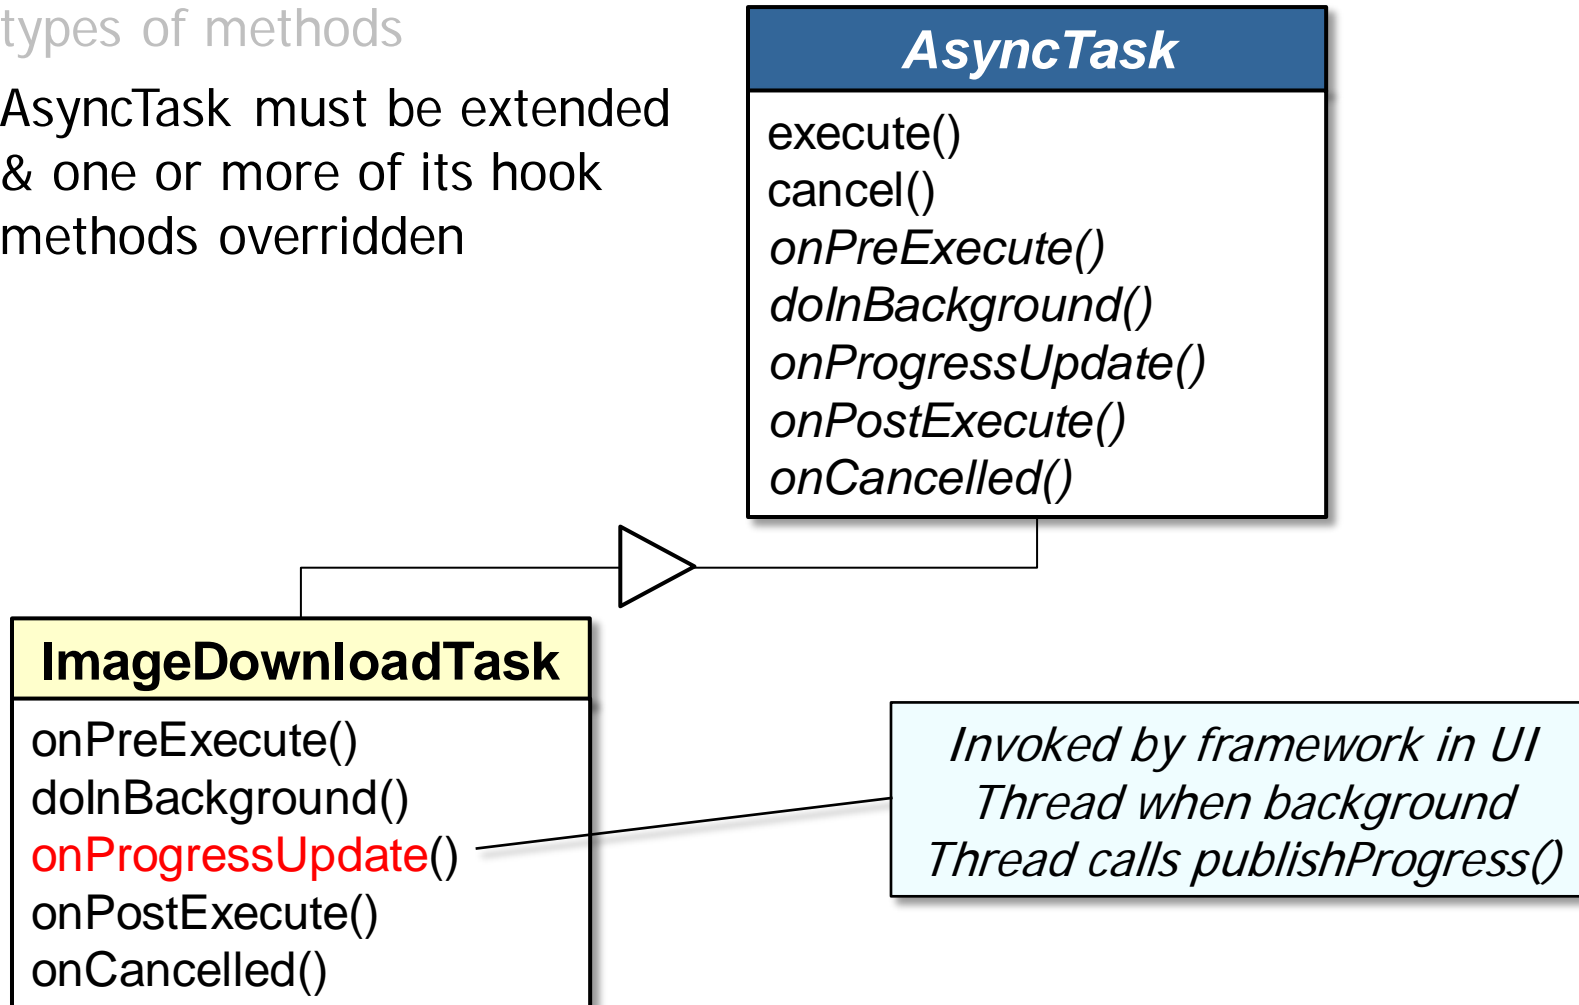 types of methods
AsyncTask must be extended
& one or more of its hook
methods overridden
AsyncTask
execute()
cancel()
onPreExecute()
doInBackground()
onProgressUpdate()
onPostExecute()
onCancelled()
ImageDownloadTask
onPreExecute()
doInBackground()
onProgressUpdate()
onPostExecute()
onCancelled()
Invoked by framework in UI
Thread when background
Thread calls publishProgress()